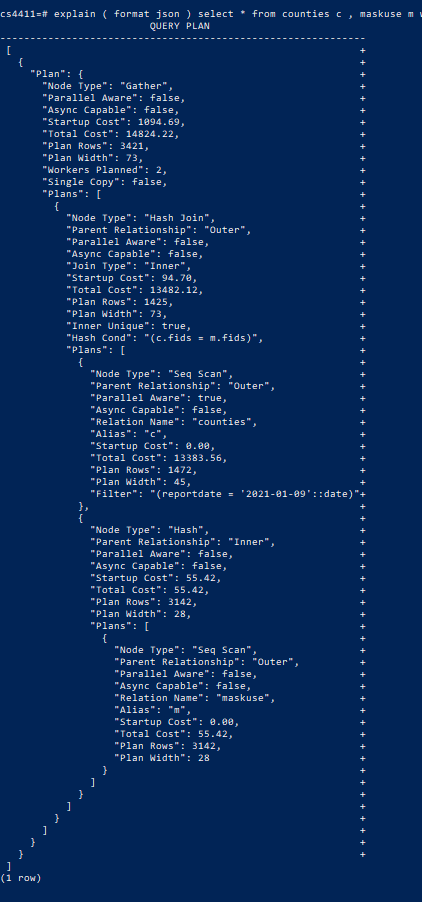 cs4411=# explain ( format json ) select * from counties c , maskuse m w
QUERY PLAN
-------------------------------------------------------------
[ +
{ +
"Plan": { +
"Node Type": "Gather", +
"Parallel Aware": false, +
"Async Capable": false, +
"Startup Cost": 1094.69, +
"Total Cost": 14824.22, +
"Plan Rows": 3421, +
"Plan Width": 73, +
"Workers Planned": 2, +
"Single Copy": false, +
"Plans": [ +
{ +
"Node Type": "Hash Join", +
"Parent Relationship": "Outer", +
"Parallel Aware": false, +
"Async Capable": false, +
"Join Type": "Inner", +
"Startup Cost": 94.70, +
"Total Cost": 13482.12, +
"Plan Rows": 1425, +
"Plan Width": 73, +
"Inner Unique": true, +
"Hash Cond": "(c.fids = m.fids)", +
"Plans": [ +
{ +
"Node Type": "Seq Scan", +
"Parent Relationship": "Outer", +
"Parallel Aware": true, +
"Async Capable": false, +
"Relation Name": "counties", +
"Alias": "c", +
"Startup Cost": 0.00, +
"Total Cost": 13383.56, +
"Plan Rows": 1472, +
"Plan Width": 45, +
"Filter": "(reportdate = '2021-01-09'::date)"+
}, +
{ +
"Node Type": "Hash", +
"Parent Relationship": "Inner", +
"Parallel Aware": false, +
"Async Capable": false, +
"Startup Cost": 55.42, +
"Total Cost": 55.42, +
"Plan Rows": 3142, +
"Plan Width": 28, +
"Plans": [ +
{ +
"Node Type": "Seq Scan", +
"Parent Relationship": "Outer", +
"Parallel Aware": false, +
"Async Capable": false, +
"Relation Name": "maskuse", +
"Alias": "m", +
"Startup Cost": 0.00, +
"Total Cost": 55.42, +
"Plan Rows": 3142, +
"Plan Width": 28 +
} +
] +
} +
] +
} +
] +
} +
} +
]
(1 row)